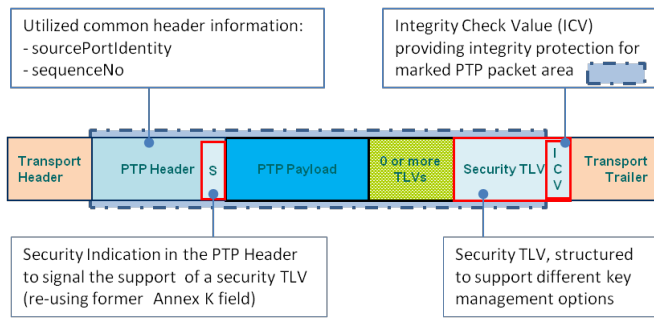 Utilized common header information:
- sourcePortIdentity
- sequenceNo
Integrity Check Value (ICV)
providing integrity protection for
marked PTP packet area
Transport
Header
PTP Header
S
PTP Payload
0 or more
TLVs
Security TLV
I
C
V
Transport
Trailer
Security Indication in the PTP Header
to signal the support of a security TLV
(re-using former Annex K field)
Security TLV, structured
to support different key
management options